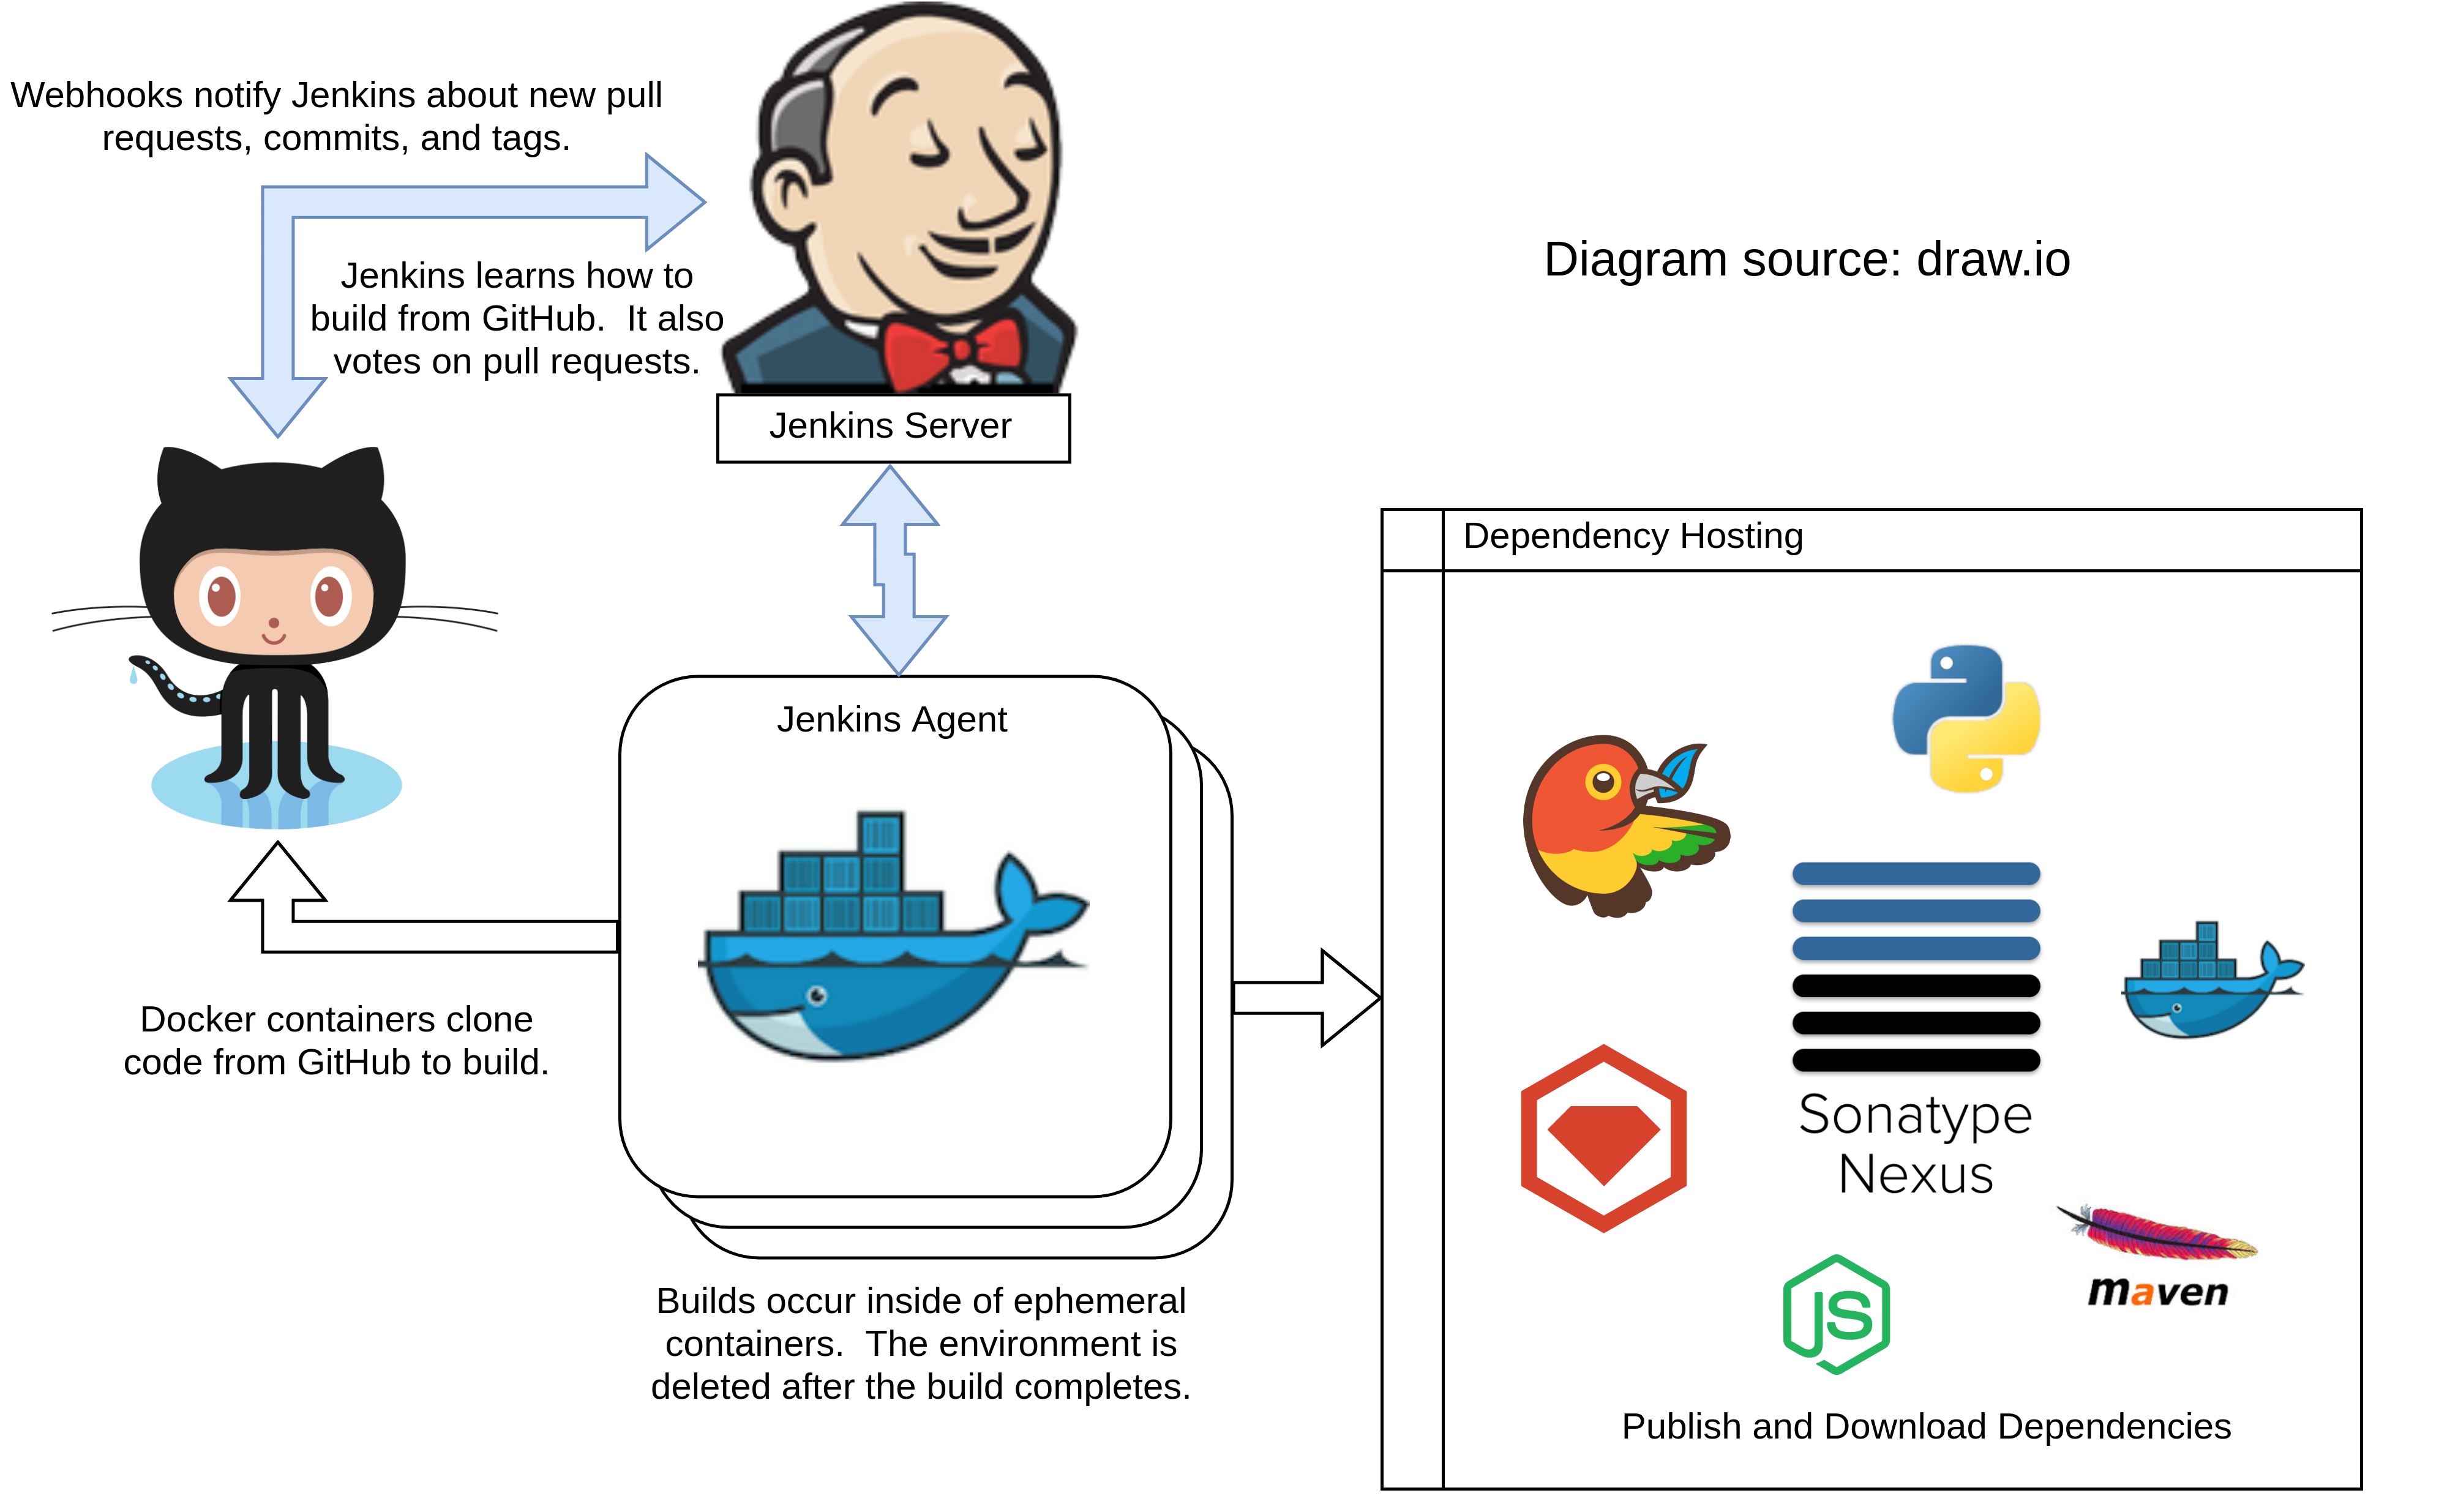 Webhooks notify Jenkins about new pull
requests, commits, and tags.
Jenkins learns how to
build from GitHub.  It also
votes on pull requests.
Diagram source: draw.io
Jenkins Server
Dependency Hosting
Jenkins Agent
Docker containers clone
code from GitHub to build.
Sonatype
Nexus
maven
JS
Builds occur inside of ephemeral
containers.  The environment is
deleted after the build completes.
Publish and Download Dependencies